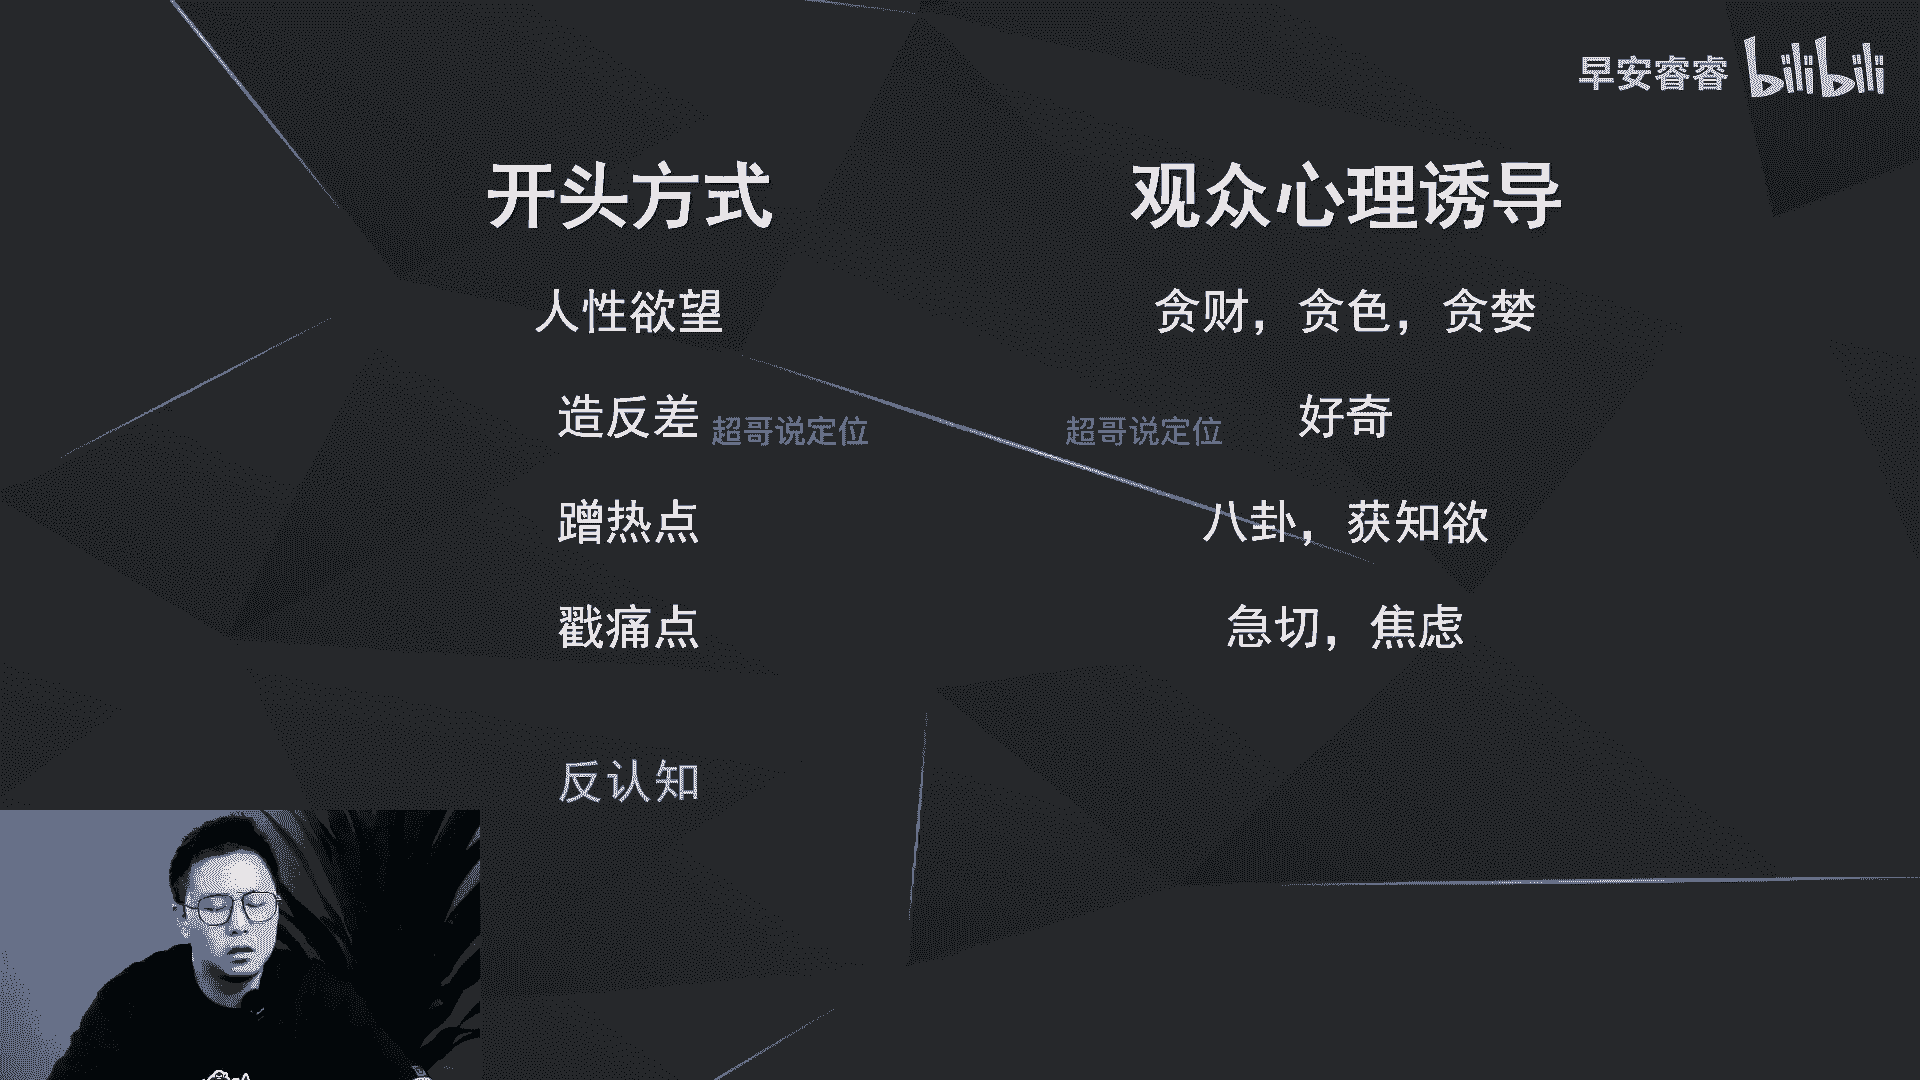 早安睿睿 bilibili
开头方式 观众心理诱导
人性欲望 贪财，贪色，贪婪
造反差 超哥说定位 超哥说定位 好奇
蹭热点 八卦，获知欲
戳痛点 急切，焦虑
反认知